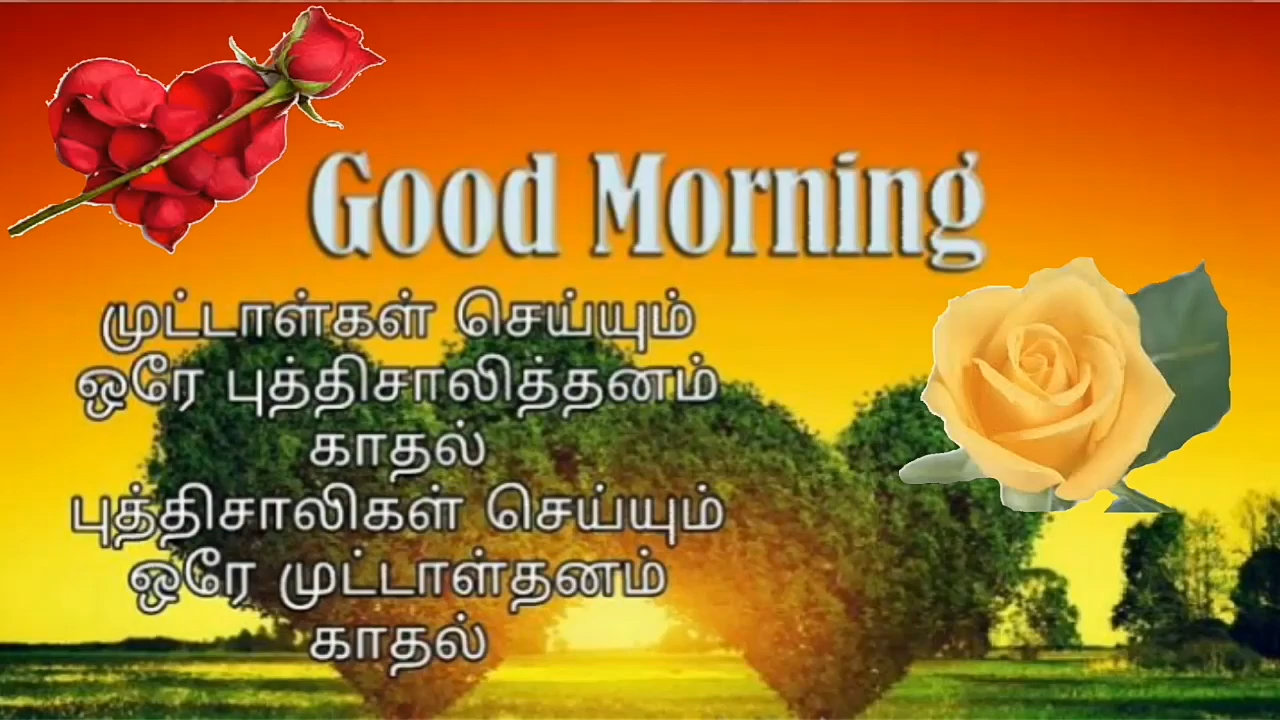 Good Morning
முட்டாள்கள் செய்யும்
ஒரே புத்திசாலித்தனம்
காதல்
புத்திசாலிகள் செய்யும்
ஒரே முட்டாள்தனம்
காதல்